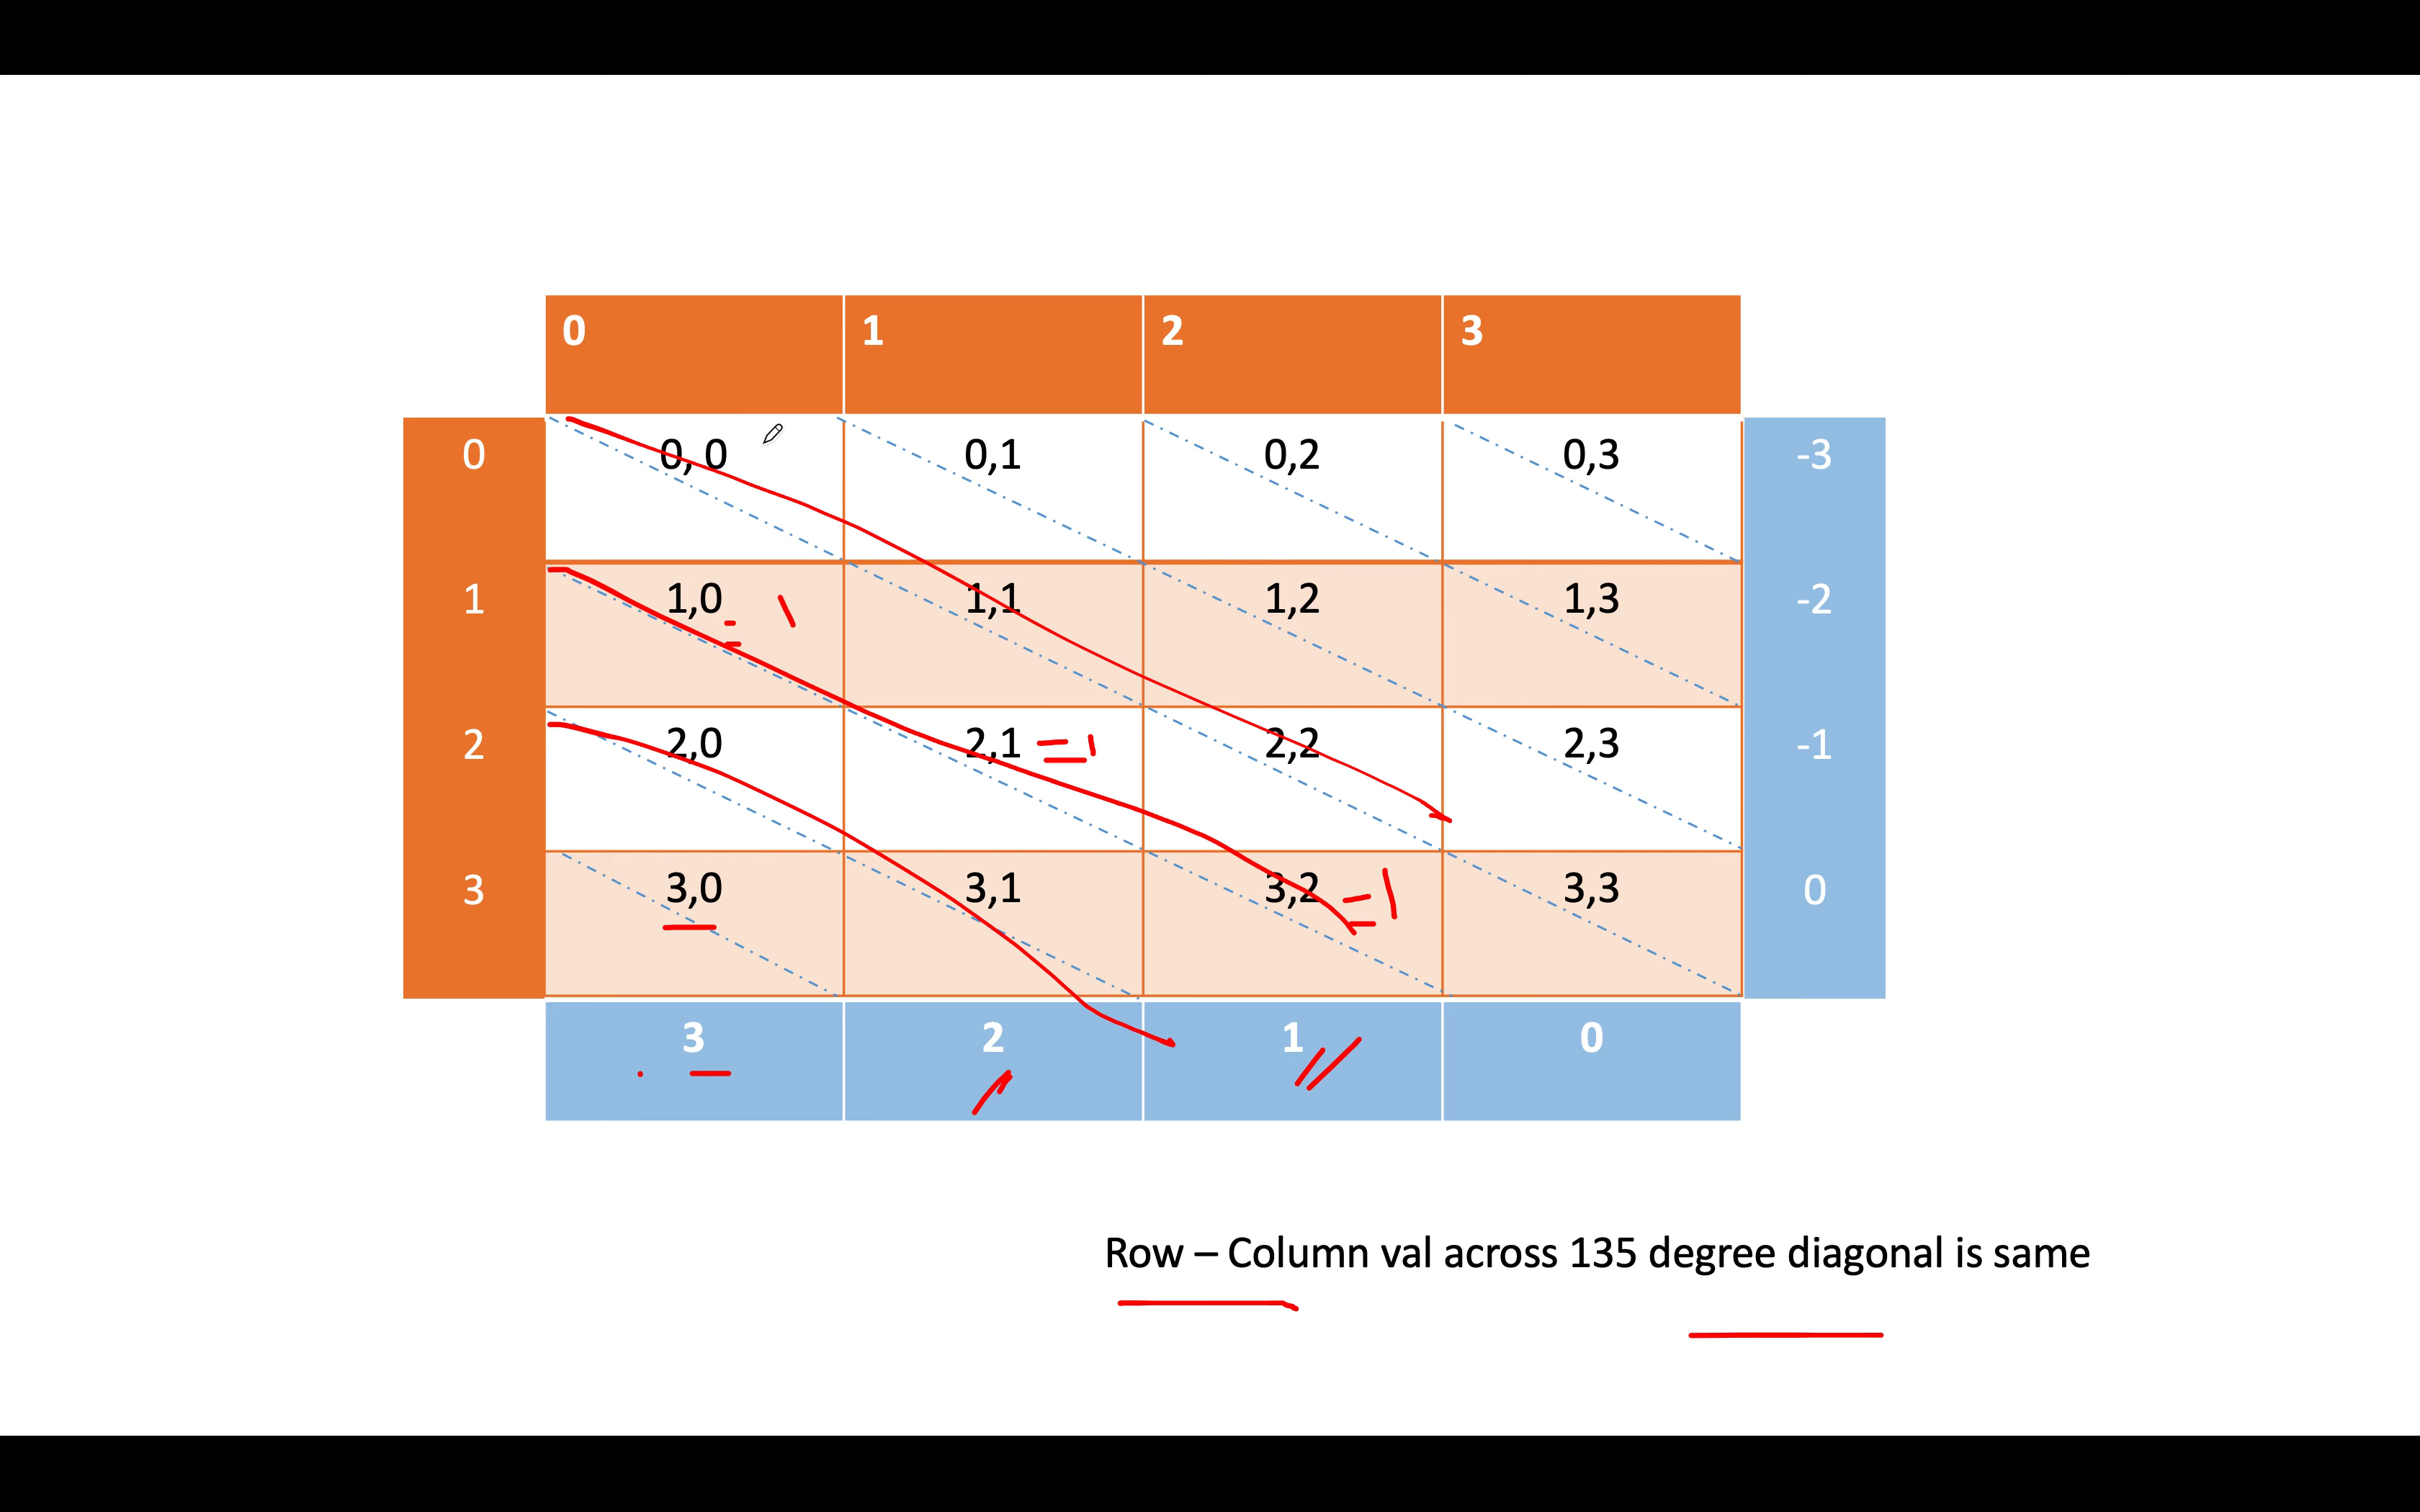 0 1 2 3
0 0, 0 0,1 0,2 0,3 -3
1 1,0 = 1 1,1 1,2 1,3 -2
2 2,0 2,1 = 1 2,2 2,3 -1
3 3,0 3,1 3,2 = 1 3,3 0
3 2 1 0
Row – Column val across 135 degree diagonal is same